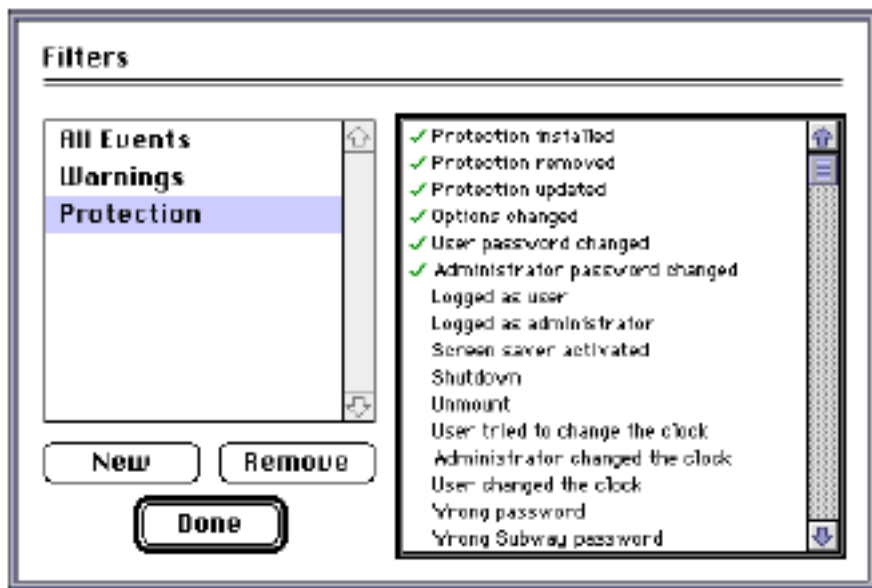 Filters
All Events
Warnings
Protection
New
Remove
Done
Protection installed
Protection removed
Protection updated
Options changed
User password changed
Administrator password changed
Logged as user
Logged as administrator
Screen saver activated
Shutdown
Unmount
User tried to change the clock
Administrator changed the clock
User changed the clock
Wrong password
Wrong Subway password